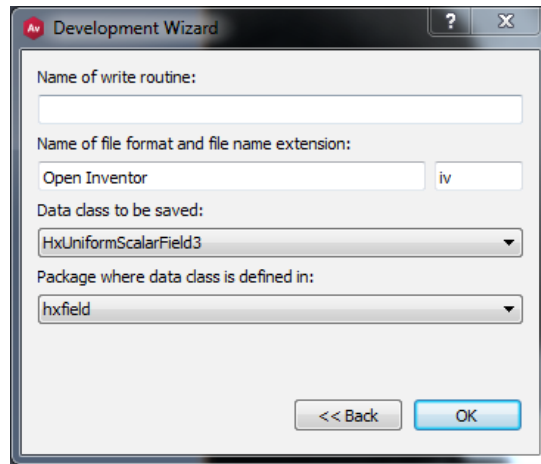 Av Development Wizard ? X
Name of write routine:
Name of file format and file name extension:
Open Inventor iv
Data class to be saved:
HxUniformScalarField3
Package where data class is defined in:
hxfield
<< Back OK